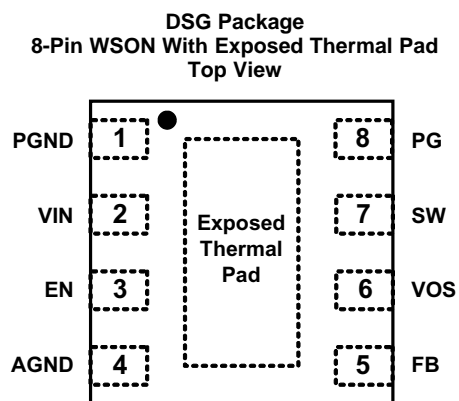 DSG Package
8-Pin WSON With Exposed Thermal Pad
Top View
PGND 1 8 PG
VIN 2 7 SW
Exposed
Thermal
Pad
EN 3 6 VOS
AGND 4 5 FB